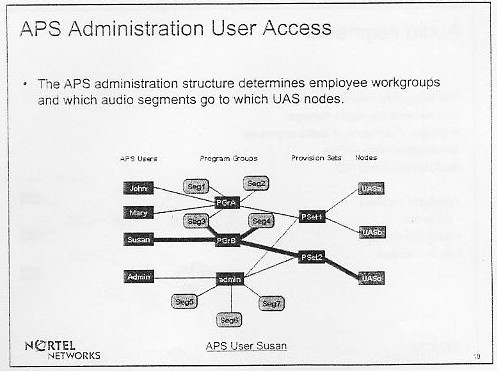 APS Administration User Access
• The APS administration structure determines employee workgroups
and which audio segments go to which UAS nodes.
APS Users Program Groups Provision Sets Nodes
John Seg1 Seg2 UASa
Mary PGrA PSet1
Seg3 Seg4 UASb
Susan PGrB
PSet2
Admin admin UASc
Seg5 Seg7
Seg6
APS User Susan
NORTEL
NETWORKS
19